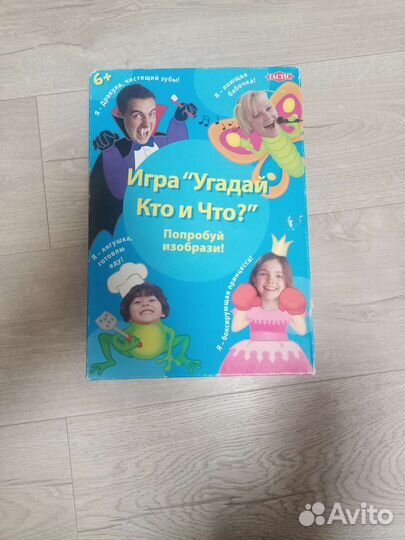 6+
Я - Дракула, чистящий зубы!
TACTIC
Я - поющая
бабочка!
Игра "Угадай
Кто и Что?"
Попробуй
изобрази!
Я - лягушка,
готовлю
еду!
Я - боксирующая принцесса!
Avito